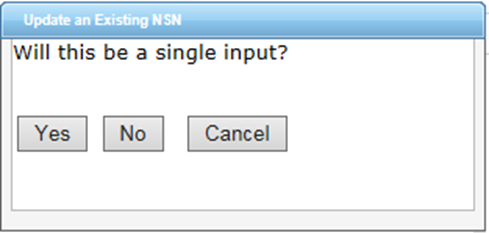 Update an Existing NSN
Will this be a single input?
Yes No Cancel